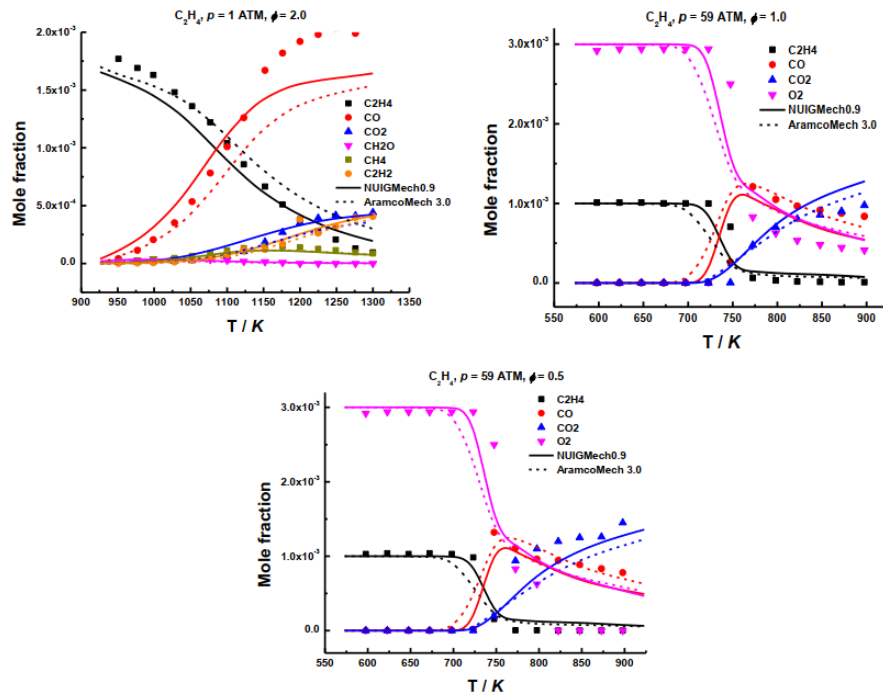 C₂H₄, p = 1 ATM, ϕ = 2.0
Mole fraction
2.0x10⁻³
1.5x10⁻³
1.0x10⁻³
5.0x10⁻⁴
0.0
C2H4
CO
CO2
CH2O
CH4
C2H2
NUIGMech0.9
AramcoMech 3.0
900 950 1000 1050 1100 1150 1200 1250 1300 1350
T / K
C₂H₄, p = 59 ATM, ϕ = 1.0
Mole fraction
3.0x10⁻³
2.0x10⁻³
1.0x10⁻³
0.0
C2H4
CO
CO2
O2
NUIGMech0.9
AramcoMech 3.0
550 600 650 700 750 800 850 900
T / K
C₂H₄, p = 59 ATM, ϕ = 0.5
Mole fraction
3.0x10⁻³
2.0x10⁻³
1.0x10⁻³
0.0
C2H4
CO
CO2
O2
NUIGMech0.9
AramcoMech 3.0
550 600 650 700 750 800 850 900
T / K